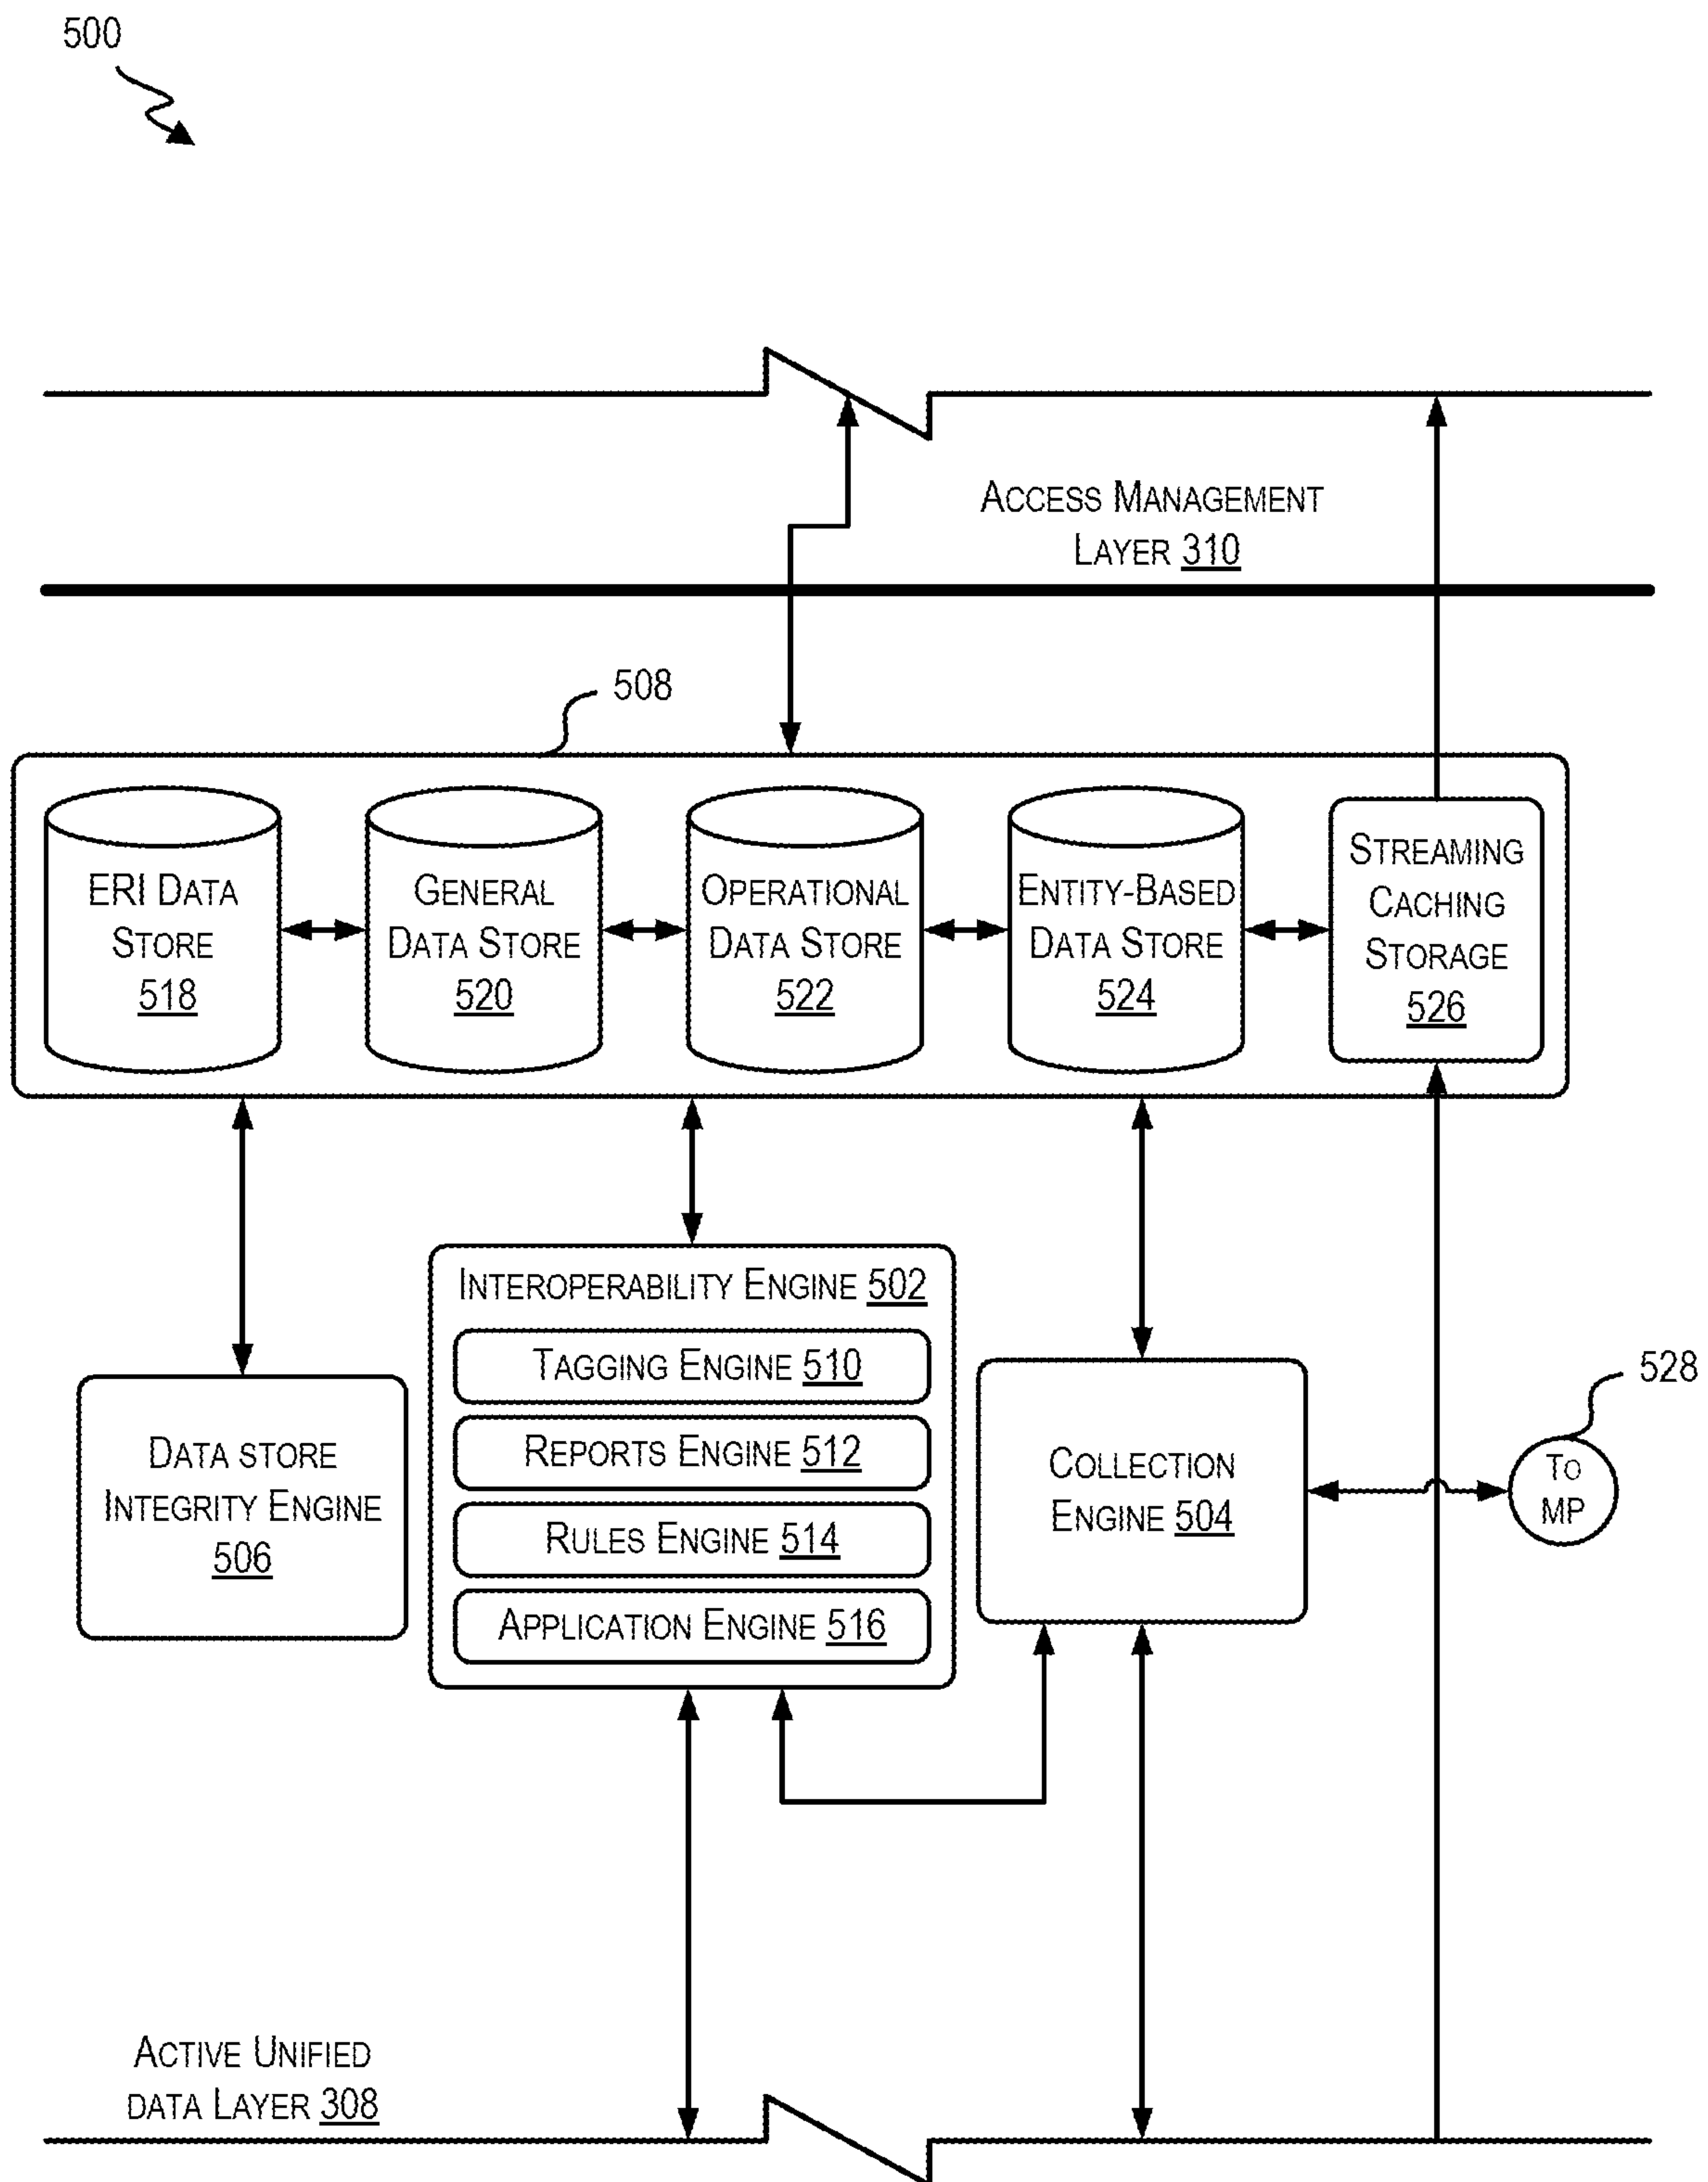 500
ACCESS MANAGEMENT
LAYER 310
508
ERI DATA
STORE
518
GENERAL
DATA STORE
520
OPERATIONAL
DATA STORE
522
ENTITY-BASED
DATA STORE
524
STREAMING
CACHING
STORAGE
526
INTEROPERABILITY ENGINE 502
TAGGING ENGINE 510
REPORTS ENGINE 512
RULES ENGINE 514
APPLICATION ENGINE 516
DATA STORE
INTEGRITY ENGINE
506
COLLECTION
ENGINE 504
528
TO
MP
ACTIVE UNIFIED
DATA LAYER 308